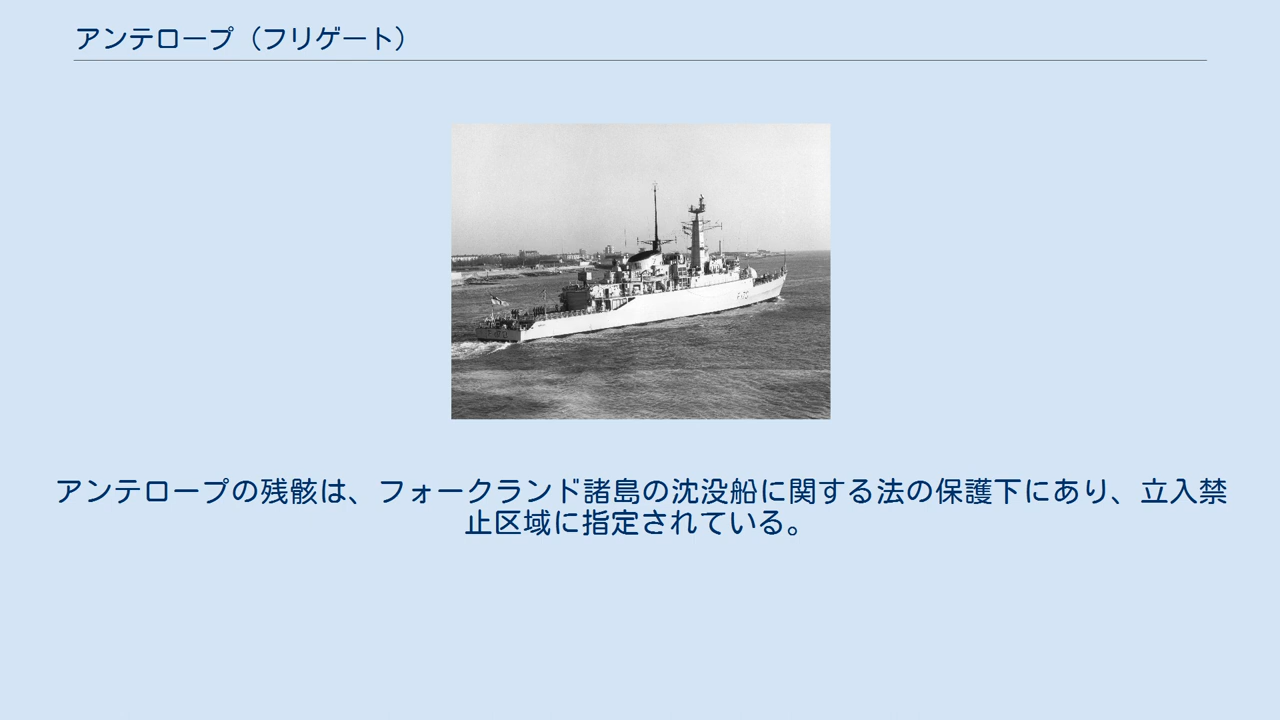 アンテロープ（フリゲート）
F170
アンテロープの残骸は、フォークランド諸島の沈没船に関する法の保護下にあり、立入禁
止区域に指定されている。